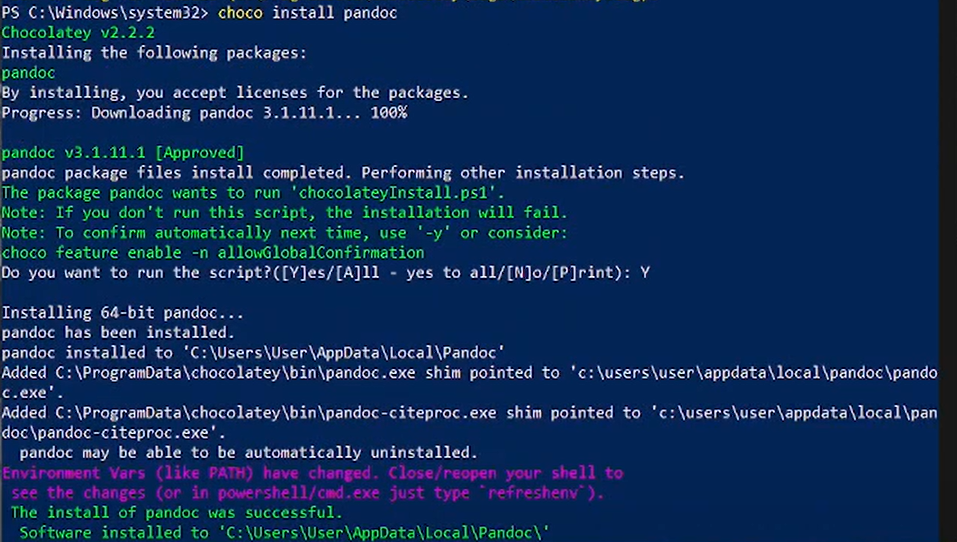 PS C:\Windows\system32> choco install pandoc
Chocolatey v2.2.2
Installing the following packages:
pandoc
By installing, you accept licenses for the packages.
Progress: Downloading pandoc 3.1.11.1... 100%
pandoc v3.1.11.1 [Approved]
pandoc package files install completed. Performing other installation steps.
The package pandoc wants to run 'chocolateyInstall.ps1'.
Note: If you don't run this script, the installation will fail.
Note: To confirm automatically next time, use '-y' or consider:
choco feature enable -n allowGlobalConfirmation
Do you want to run the script?([Y]es/[A]ll - yes to all/[N]o/[P]rint): Y
Installing 64-bit pandoc...
pandoc has been installed.
pandoc installed to 'C:\Users\User\AppData\Local\Pandoc'
Added C:\ProgramData\chocolatey\bin\pandoc.exe shim pointed to 'c:\users\user\appdata\local\pandoc\pando
c.exe'.
Added C:\ProgramData\chocolatey\bin\pandoc-citeproc.exe shim pointed to 'c:\users\user\appdata\local\pan
doc\pandoc-citeproc.exe'.
pandoc may be able to be automatically uninstalled.
Environment Vars (like PATH) have changed. Close/reopen your shell to
see the changes (or in powershell/cmd.exe just type `refreshenv`).
The install of pandoc was successful.
Software installed to 'C:\Users\User\AppData\Local\Pandoc\'